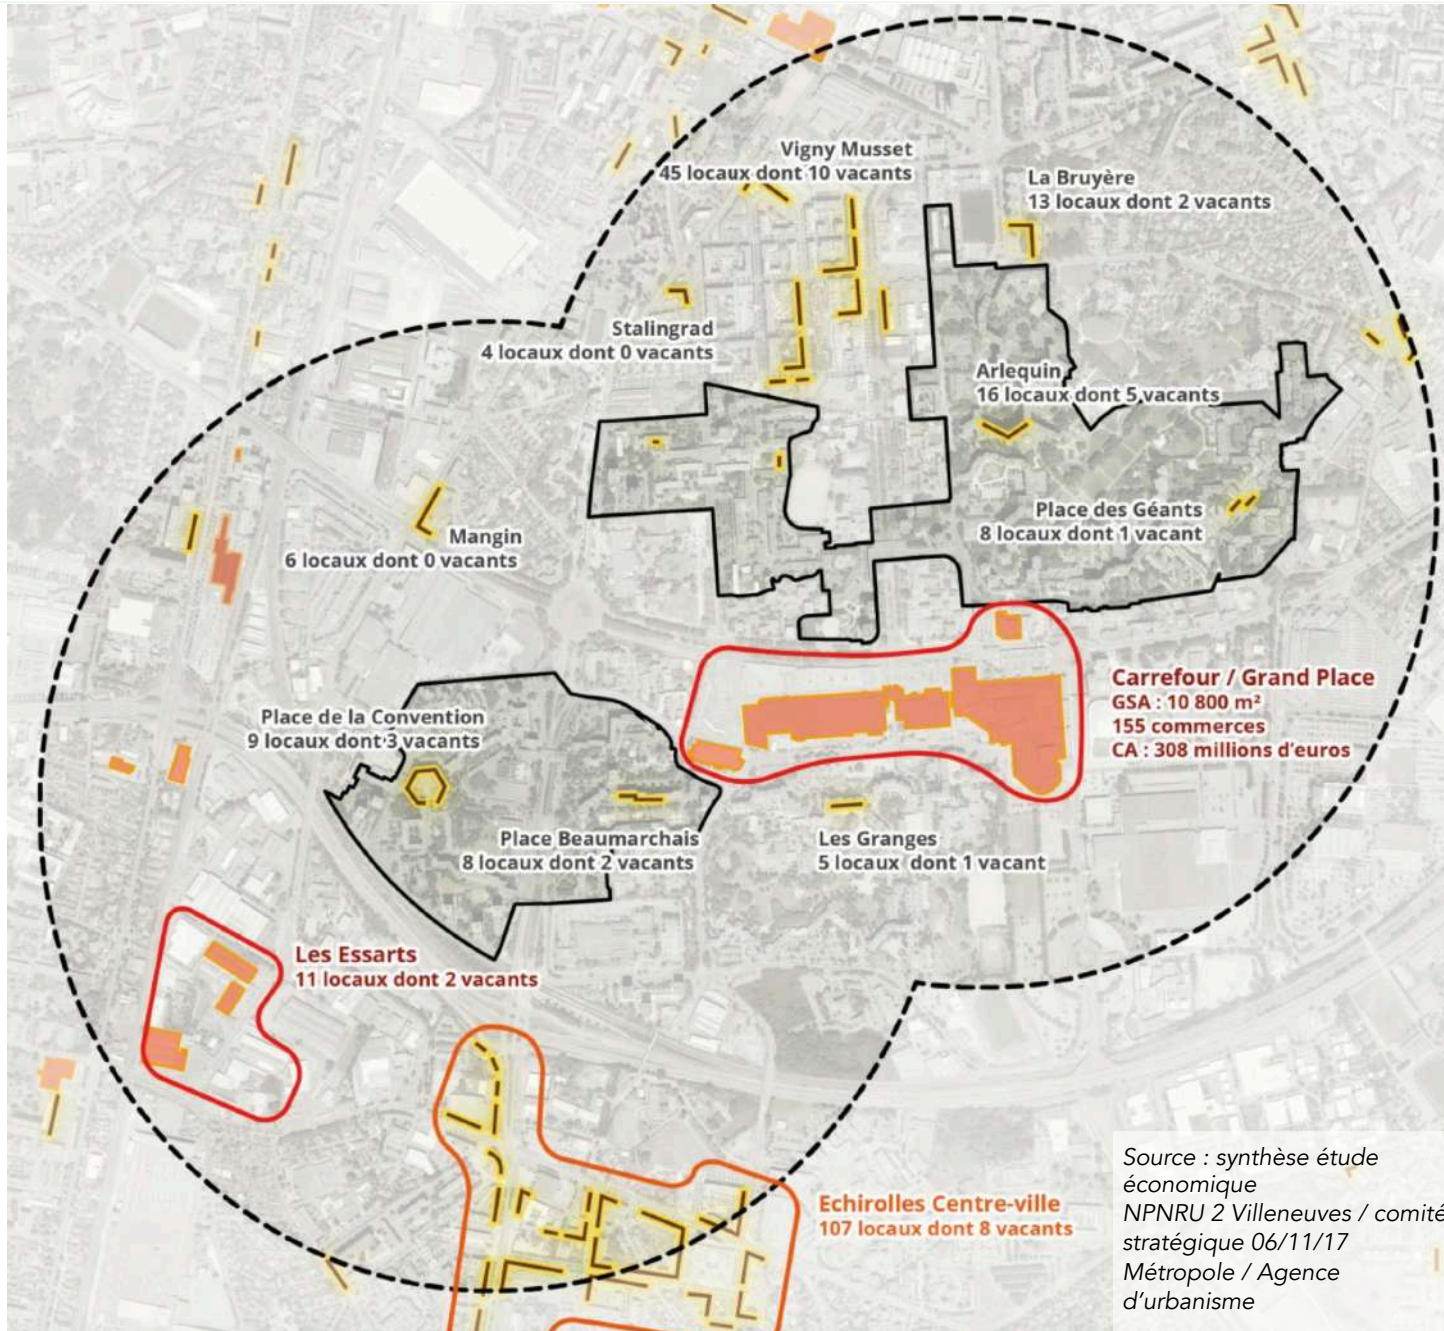 Vigny Musset
45 locaux dont 10 vacants
La Bruyère
13 locaux dont 2 vacants
Stalingrad
4 locaux dont 0 vacants
Arlequin
16 locaux dont 5 vacants
Place des Géants
8 locaux dont 1 vacant
Mangin
6 locaux dont 0 vacants
Carrefour / Grand Place
GSA : 10 800 m²
155 commerces
CA : 308 millions d'euros
Place de la Convention
9 locaux dont 3 vacants
Place Beaumarchais
8 locaux dont 2 vacants
Les Granges
5 locaux dont 1 vacant
Les Essarts
11 locaux dont 2 vacants
Echirolles Centre-ville
107 locaux dont 8 vacants
Source : synthèse étude
économique
NPNRU 2 Villeneuves / comité
stratégique 06/11/17
Métropole / Agence
d'urbanisme